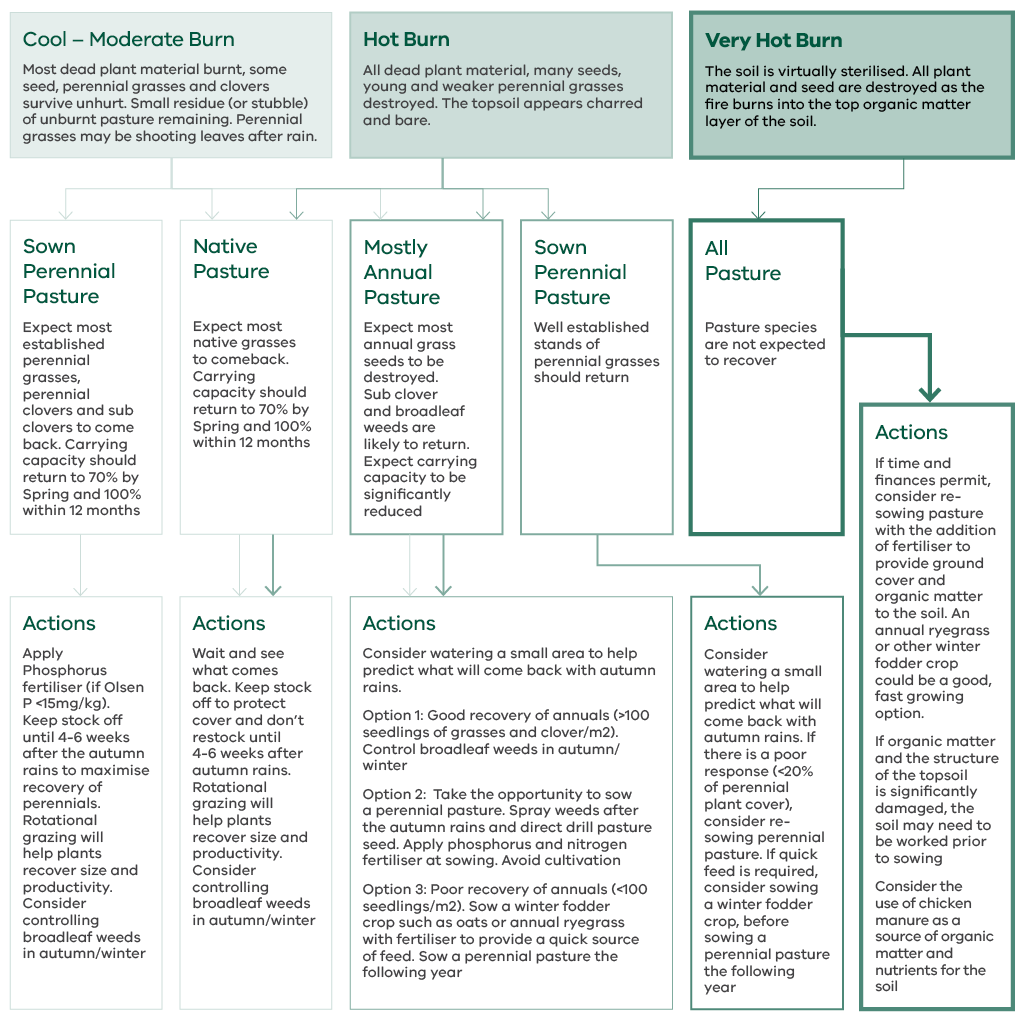 Cool – Moderate Burn
Most dead plant material burnt, some
seed, perennial grasses and clovers
survive unhurt. Small residue (or stubble)
of unburnt pasture remaining. Perennial
grasses may be shooting leaves after rain.
Hot Burn
All dead plant material, many seeds,
young and weaker perennial grasses
destroyed. The topsoil appears charred
and bare.
Very Hot Burn
The soil is virtually sterilised. All plant
material and seed are destroyed as the
fire burns into the top organic matter
layer of the soil.
Sown
Perennial
Pasture
Expect most
established
perennial
grasses,
perennial
clovers and sub
clovers to come
back. Carrying
capacity should
return to 70% by
Spring and 100%
within 12 months
Native
Pasture
Expect most
native grasses
to comeback.
Carrying
capacity should
return to 70% by
Spring and 100%
within 12 months
Mostly
Annual
Pasture
Expect most
annual grass
seeds to be
destroyed.
Sub clover
and broadleaf
weeds are
likely to return.
Expect carrying
capacity to be
significantly
reduced
Sown
Perennial
Pasture
Well established
stands of
perennial grasses
should return
All
Pasture
Pasture species
are not expected
to recover
Actions
Apply
Phosphorus
fertiliser (if Olsen
P <15mg/kg).
Keep stock off
until 4-6 weeks
after the autumn
rains to maximise
recovery of
perennials.
Rotational
grazing will
help plants
recover size and
productivity.
Consider
controlling
broadleaf weeds
in autumn/winter
Actions
Wait and see
what comes
back. Keep stock
off to protect
cover and don’t
restock until
4-6 weeks after
autumn rains.
Rotational
grazing will
help plants
recover size and
productivity.
Consider
controlling
broadleaf weeds
in autumn/winter
Actions
Consider watering a small area to help
predict what will come back with autumn
rains.
Option 1: Good recovery of annuals (>100
seedlings of grasses and clover/m2).
Control broadleaf weeds in autumn/
winter
Option 2:  Take the opportunity to sow
a perennial pasture. Spray weeds after
the autumn rains and direct drill pasture
seed. Apply phosphorus and nitrogen
fertiliser at sowing. Avoid cultivation
Option 3: Poor recovery of annuals (<100
seedlings/m2). Sow a winter fodder
crop such as oats or annual ryegrass
with fertiliser to provide a quick source
of feed. Sow a perennial pasture the
following year
Actions
Consider
watering a small
area to help
predict what will
come back with
autumn rains. If
there is a poor
response (<20%
of perennial
plant cover),
consider re-
sowing perennial
pasture. If quick
feed is required,
consider sowing
a winter fodder
crop, before
sowing a
perennial pasture
the following
year
Actions
If time and
finances permit,
consider re-
sowing pasture
with the addition
of fertiliser to
provide ground
cover and
organic matter
to the soil. An
annual ryegrass
or other winter
fodder crop
could be a good,
fast growing
option.
If organic matter
and the structure
of the topsoil
is significantly
damaged, the
soil may need to
be worked prior
to sowing
Consider the
use of chicken
manure as a
source of organic
matter and
nutrients for the
soil